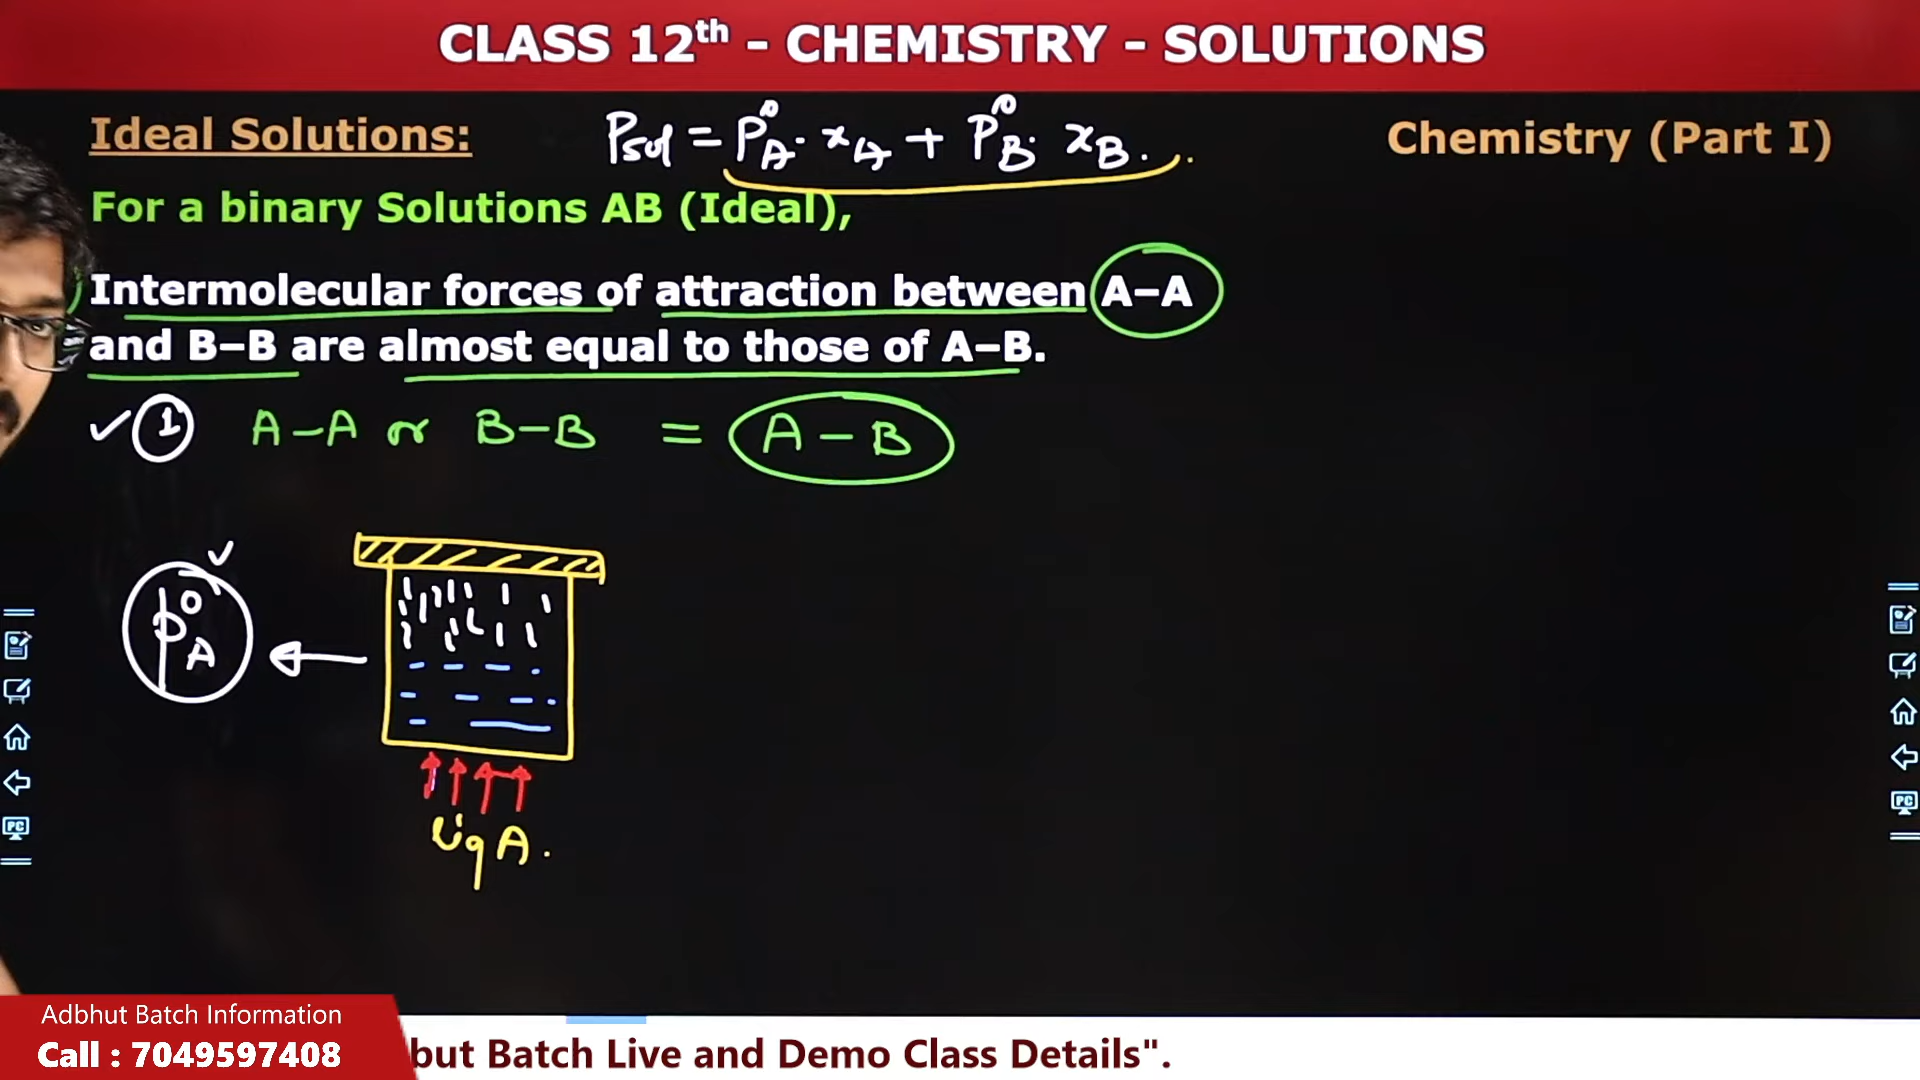 CLASS 12th - CHEMISTRY - SOLUTIONS
Ideal Solutions:
Psol = P°A. xA + P°B. xB.
Chemistry (Part I)
For a binary Solutions AB (Ideal),
Intermolecular forces of attraction between A–A
and B–B are almost equal to those of A–B.
1 A–A or B–B = A–B
P°A
Liq A.
PC
PC
Adbhut Batch Information
Call : 7049597408
but Batch Live and Demo Class Details".